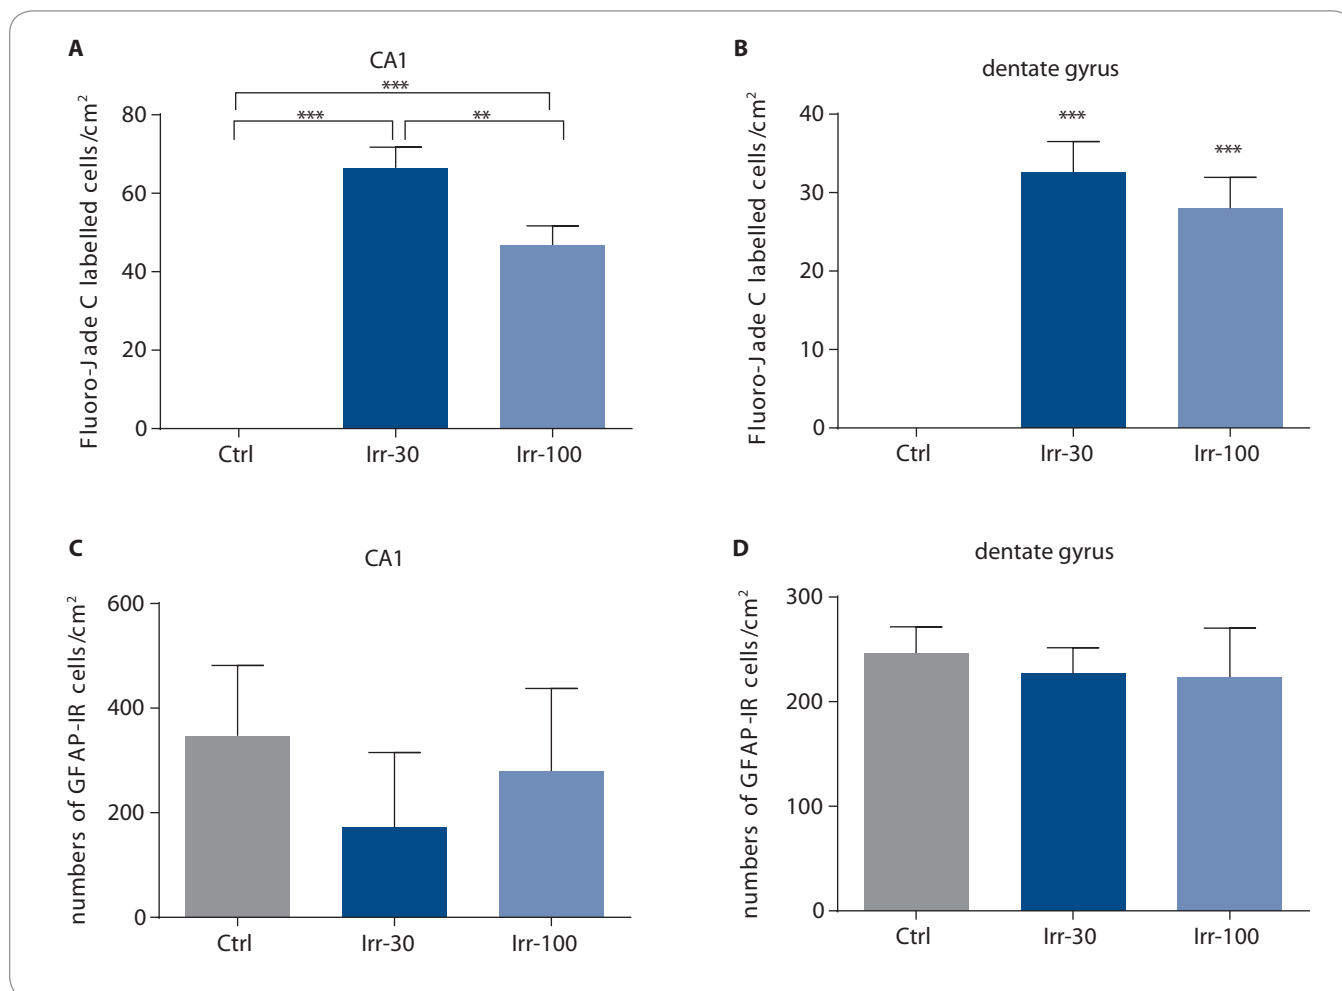 A
CA1
Fluoro-Jade C labelled cells/cm²
80
60
40
20
0
***
***
**
Ctrl
Irr-30
Irr-100
B
dentate gyrus
Fluoro-Jade C labelled cells/cm²
40
30
20
10
0
***
***
Ctrl
Irr-30
Irr-100
C
CA1
numbers of GFAP-IR cells/cm²
600
400
200
0
Ctrl
Irr-30
Irr-100
D
dentate gyrus
numbers of GFAP-IR cells/cm²
300
200
100
0
Ctrl
Irr-30
Irr-100